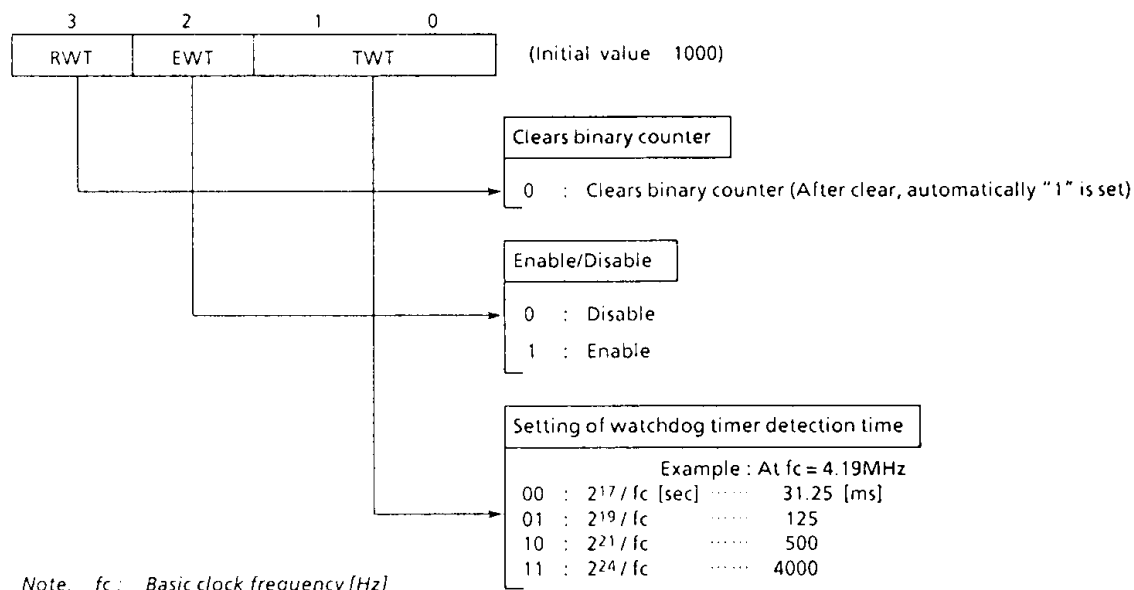 3 2 1 0
RWT EWT TWT (Initial value 1000)
Clears binary counter
0 : Clears binary counter (After clear, automatically "1" is set)
Enable/Disable
0 : Disable
1 : Enable
Setting of watchdog timer detection time
Example : At fc = 4.19MHz
00 : 2¹⁷ / fc [sec] ...... 31.25 [ms]
01 : 2¹⁹ / fc ...... 125
10 : 2²¹ / fc ...... 500
11 : 2²⁴ / fc ...... 4000
Note. fc : Basic clock frequency [Hz]